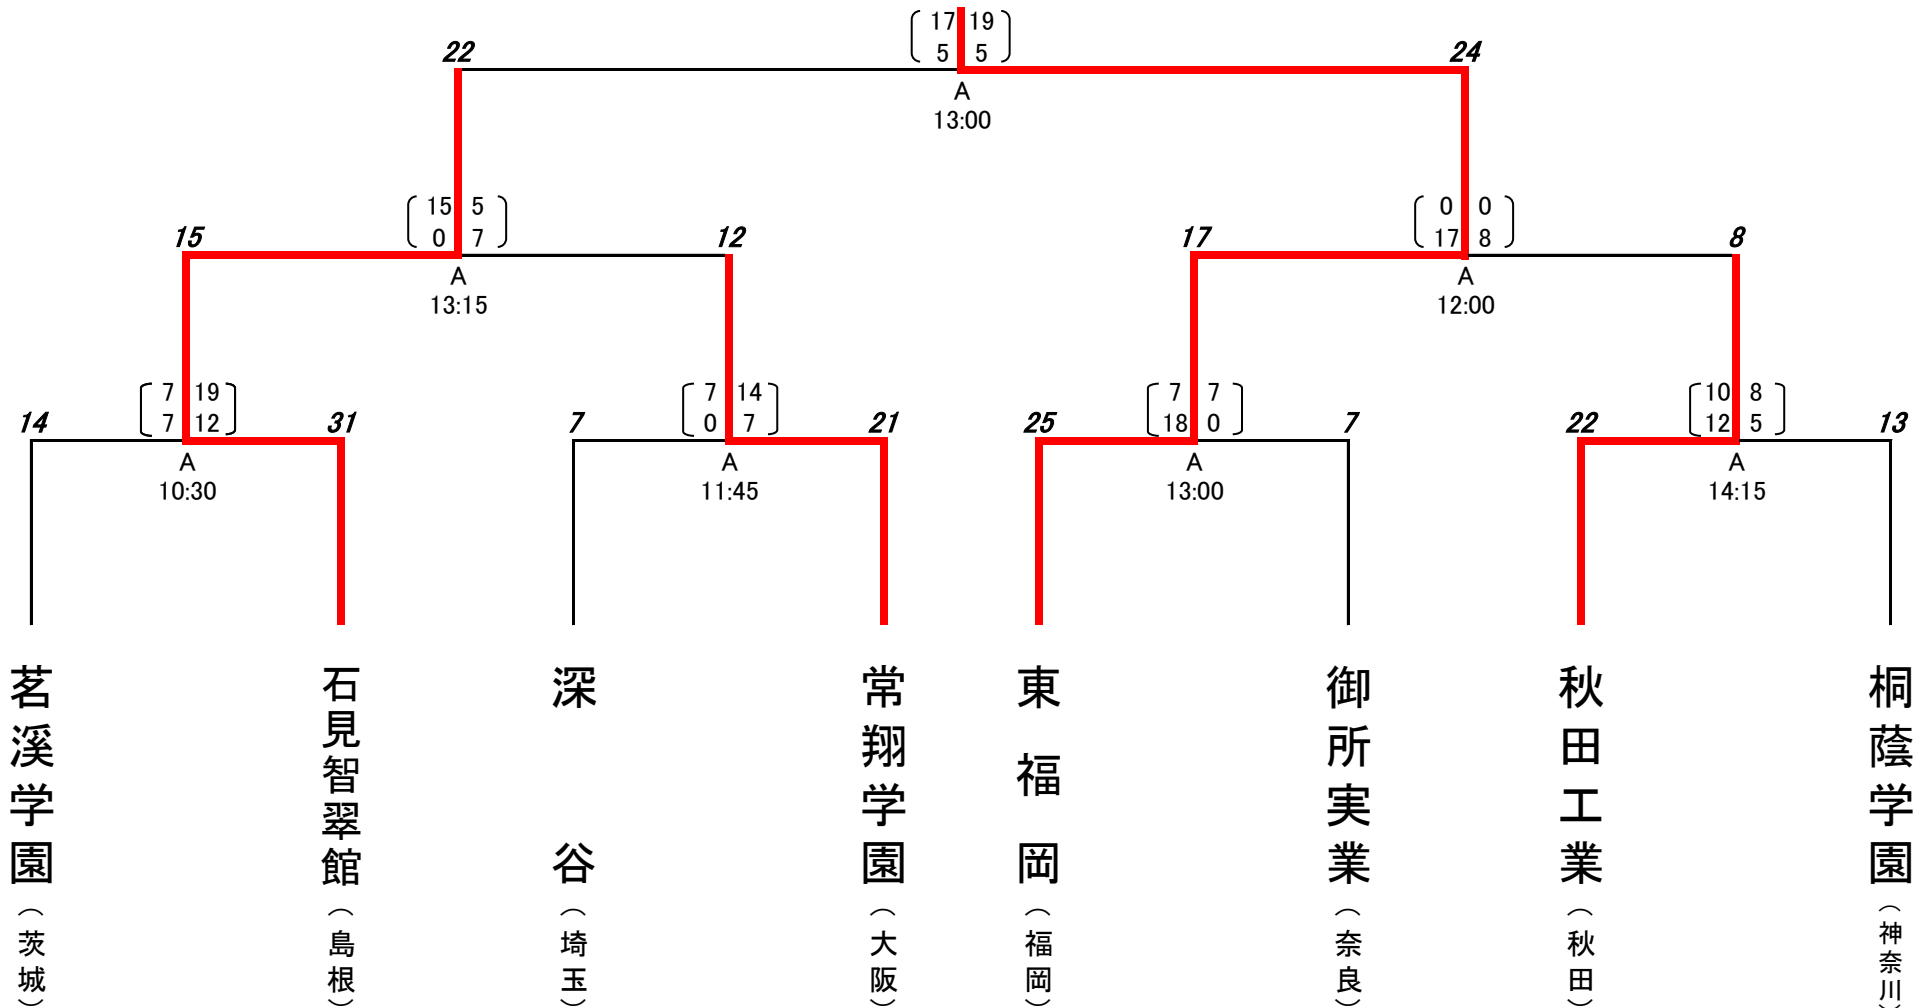 17 19
22 24
5 5
A
13:00
15 5 0 0
15 12 17 8
0 7 17 8
A A
13:15 12:00
7 19 7 14 7 7 10 8
14 31 7 21 25 7 22 13
7 12 0 7 18 0 12 5
A A A A
10:30 11:45 13:00 14:15
茗溪学園(茨城)
石見智翠館(島根)
深谷(埼玉)
常翔学園(大阪)
東福岡(福岡)
御所実業(奈良)
秋田工業(秋田)
桐蔭学園(神奈川)